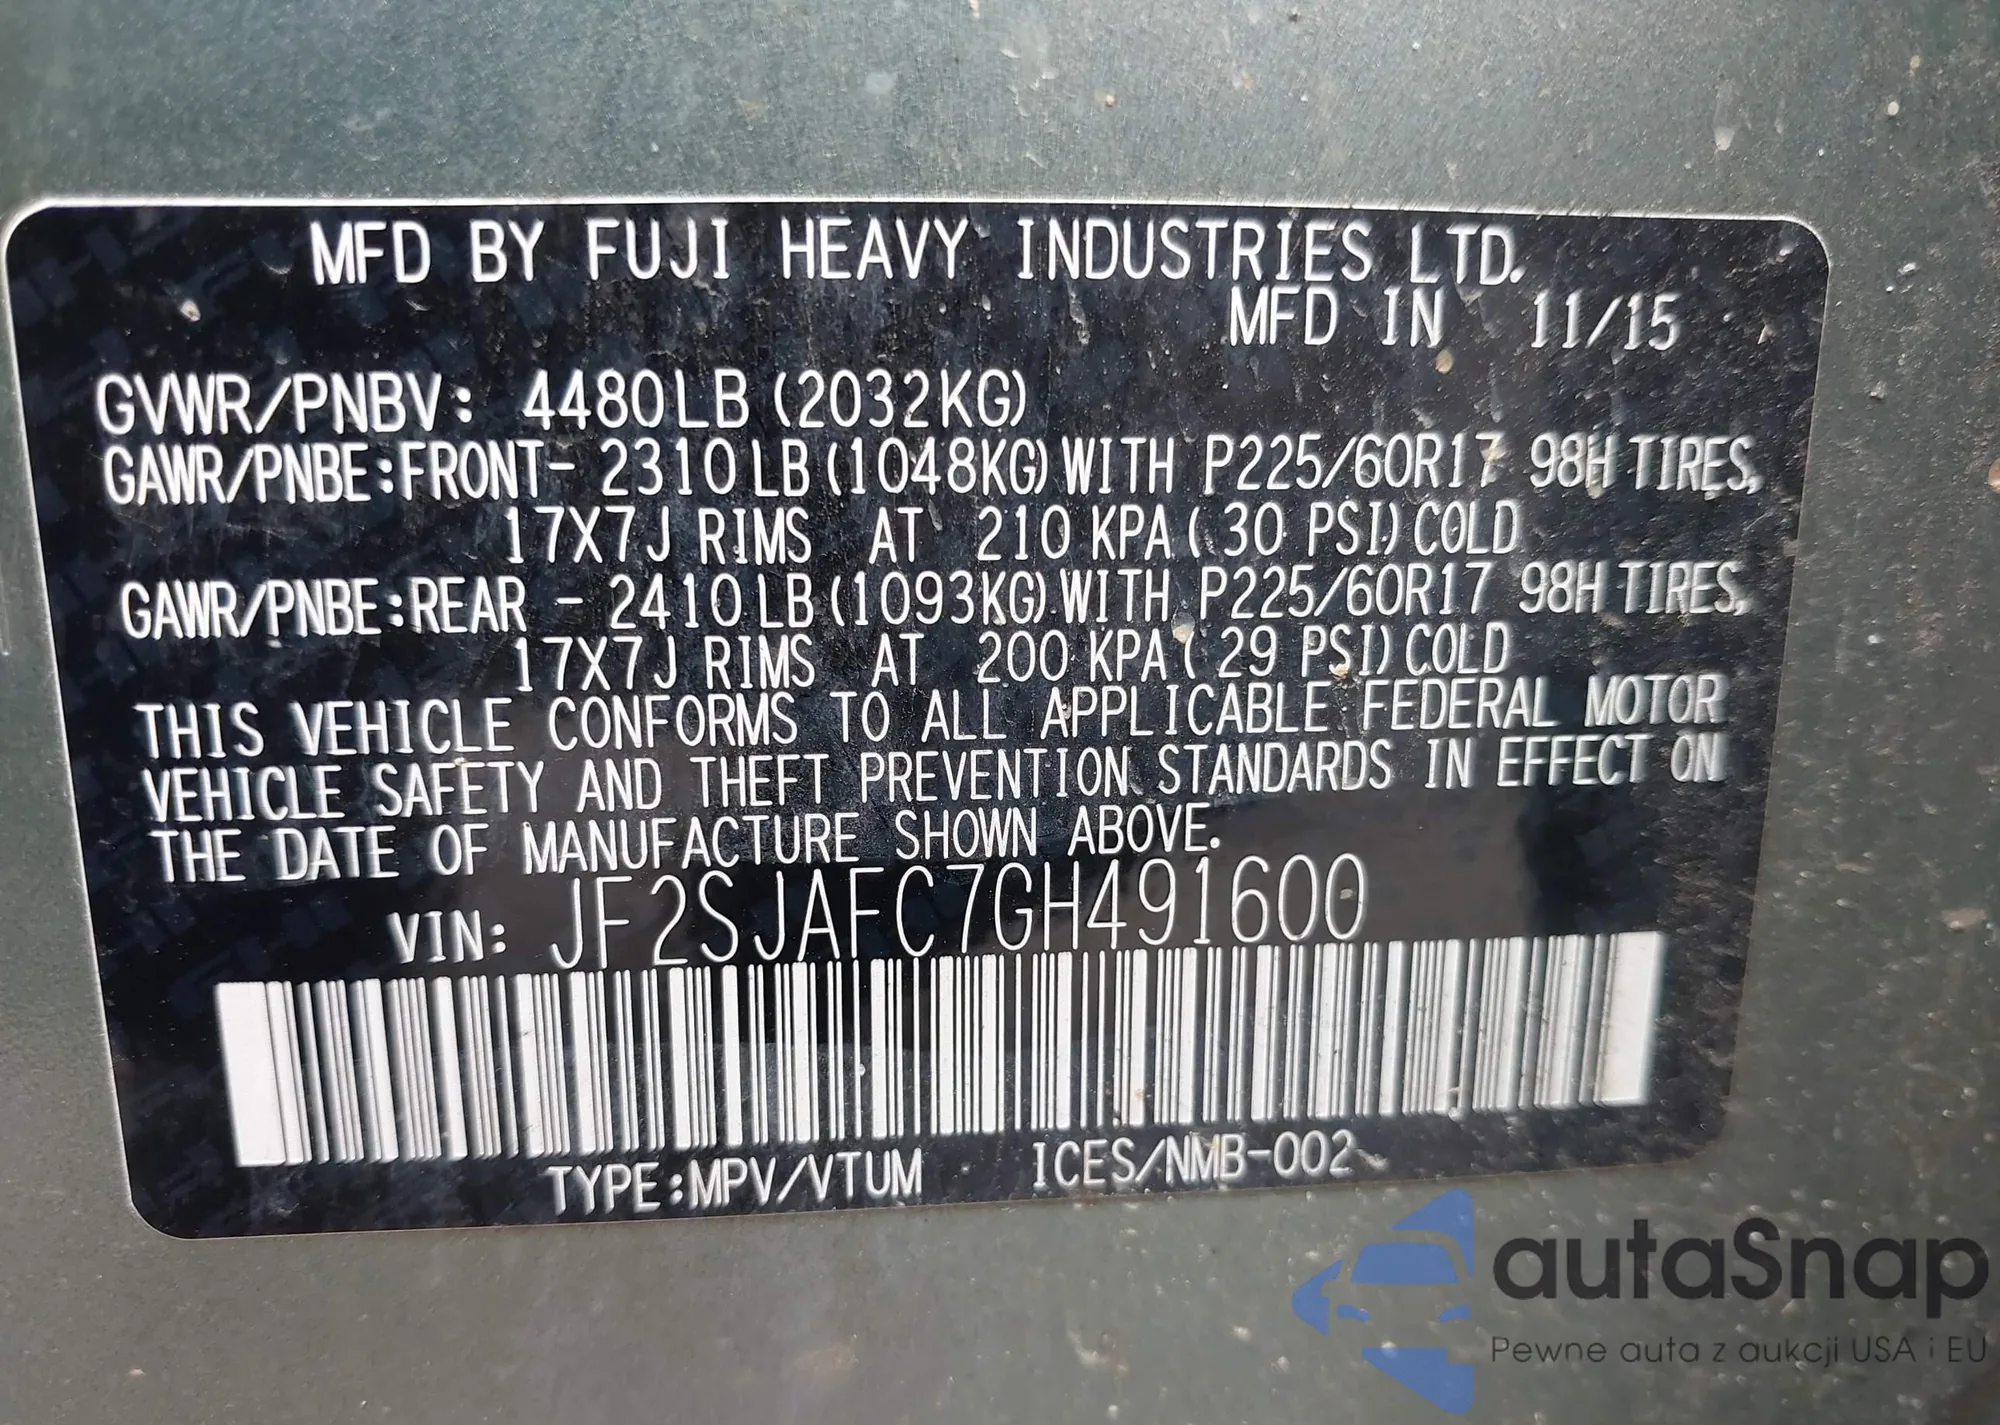 MFD BY FUJI HEAVY INDUSTRIES LTD.
MFD IN 11/15
GVWR/PNBV: 4480LB (2032KG)
GAWR/PNBE:FRONT- 2310LB (1048KG) WITH P225/60R17 98H TIRES,
17X7J RIMS AT 210 KPA ( 30 PSI) COLD
GAWR/PNBE:REAR - 2410LB (1093KG) WITH P225/60R17 98H TIRES,
17X7J RIMS AT 200 KPA ( 29 PSI) COLD
THIS VEHICLE CONFORMS TO ALL APPLICABLE FEDERAL MOTOR
VEHICLE SAFETY AND THEFT PREVENTION STANDARDS IN EFFECT ON
THE DATE OF MANUFACTURE SHOWN ABOVE.
VIN: JF2SJAFC7GH491600
TYPE:MPV/VTUM ICES/NMB-002
autaSnap
Pewne auta z aukcji USA i EU